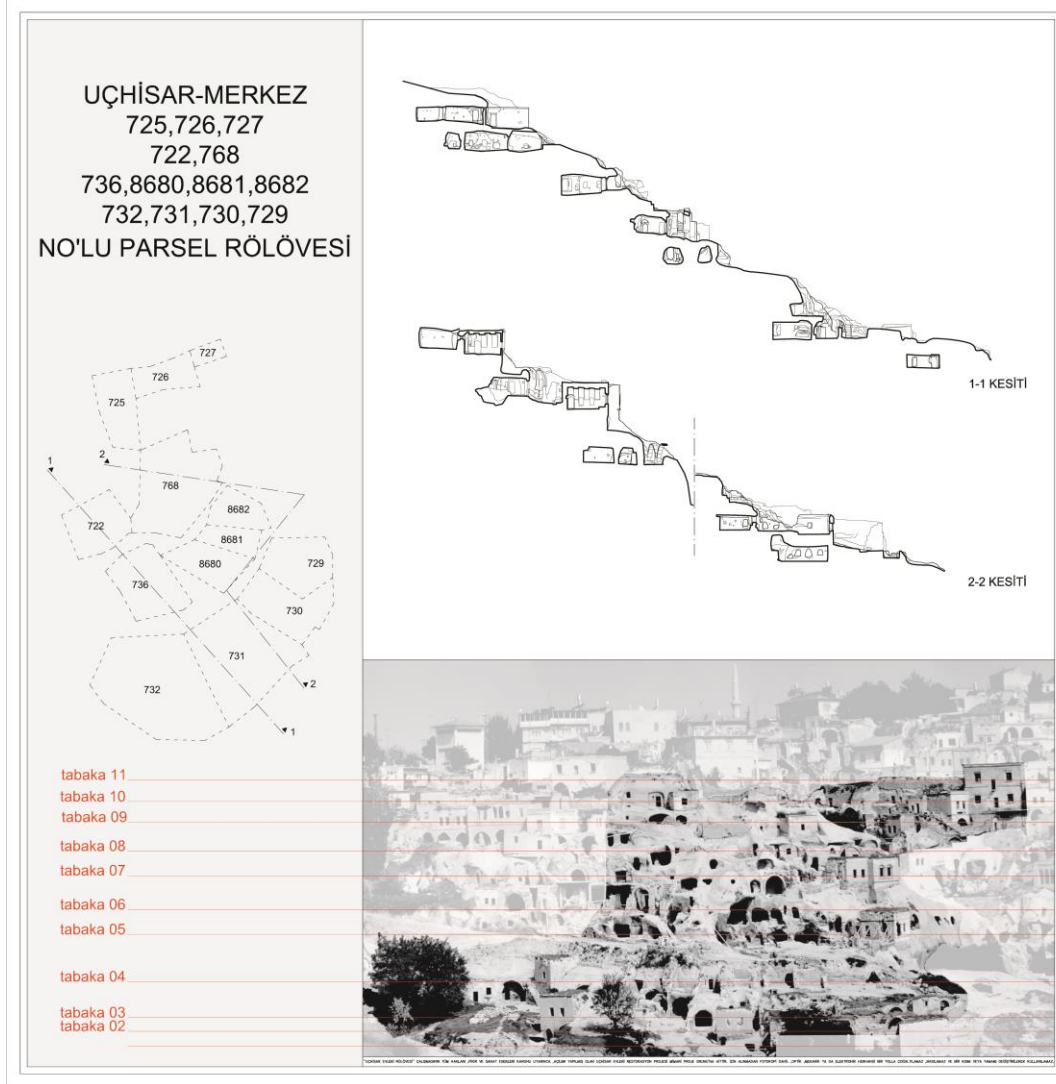 UÇHİSAR-MERKEZ
725,726,727
722,768
736,8680,8681,8682
732,731,730,729
NO'LU PARSEL RÖLÖVESİ
727
726
725
1
2
768
8682
722
8681
8680
729
736
730
731
732
2
1
1-1 KESİTİ
2-2 KESİTİ
tabaka 11
tabaka 10
tabaka 09
tabaka 08
tabaka 07
tabaka 06
tabaka 05
tabaka 04
tabaka 03
tabaka 02